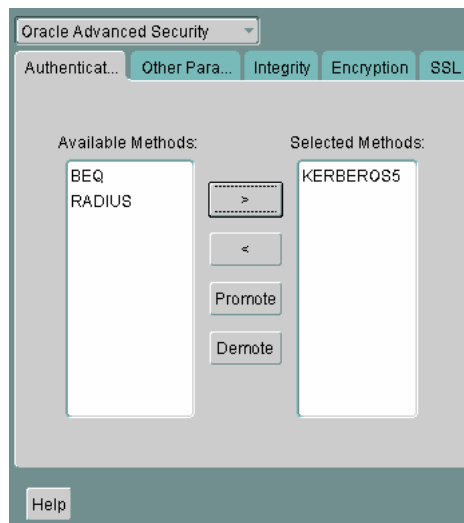 Oracle Advanced Security
Authenticat... Other Para... Integrity Encryption SSL
Available Methods: Selected Methods:
BEQ
RADIUS
KERBEROS5
>
<
Promote
Demote
Help